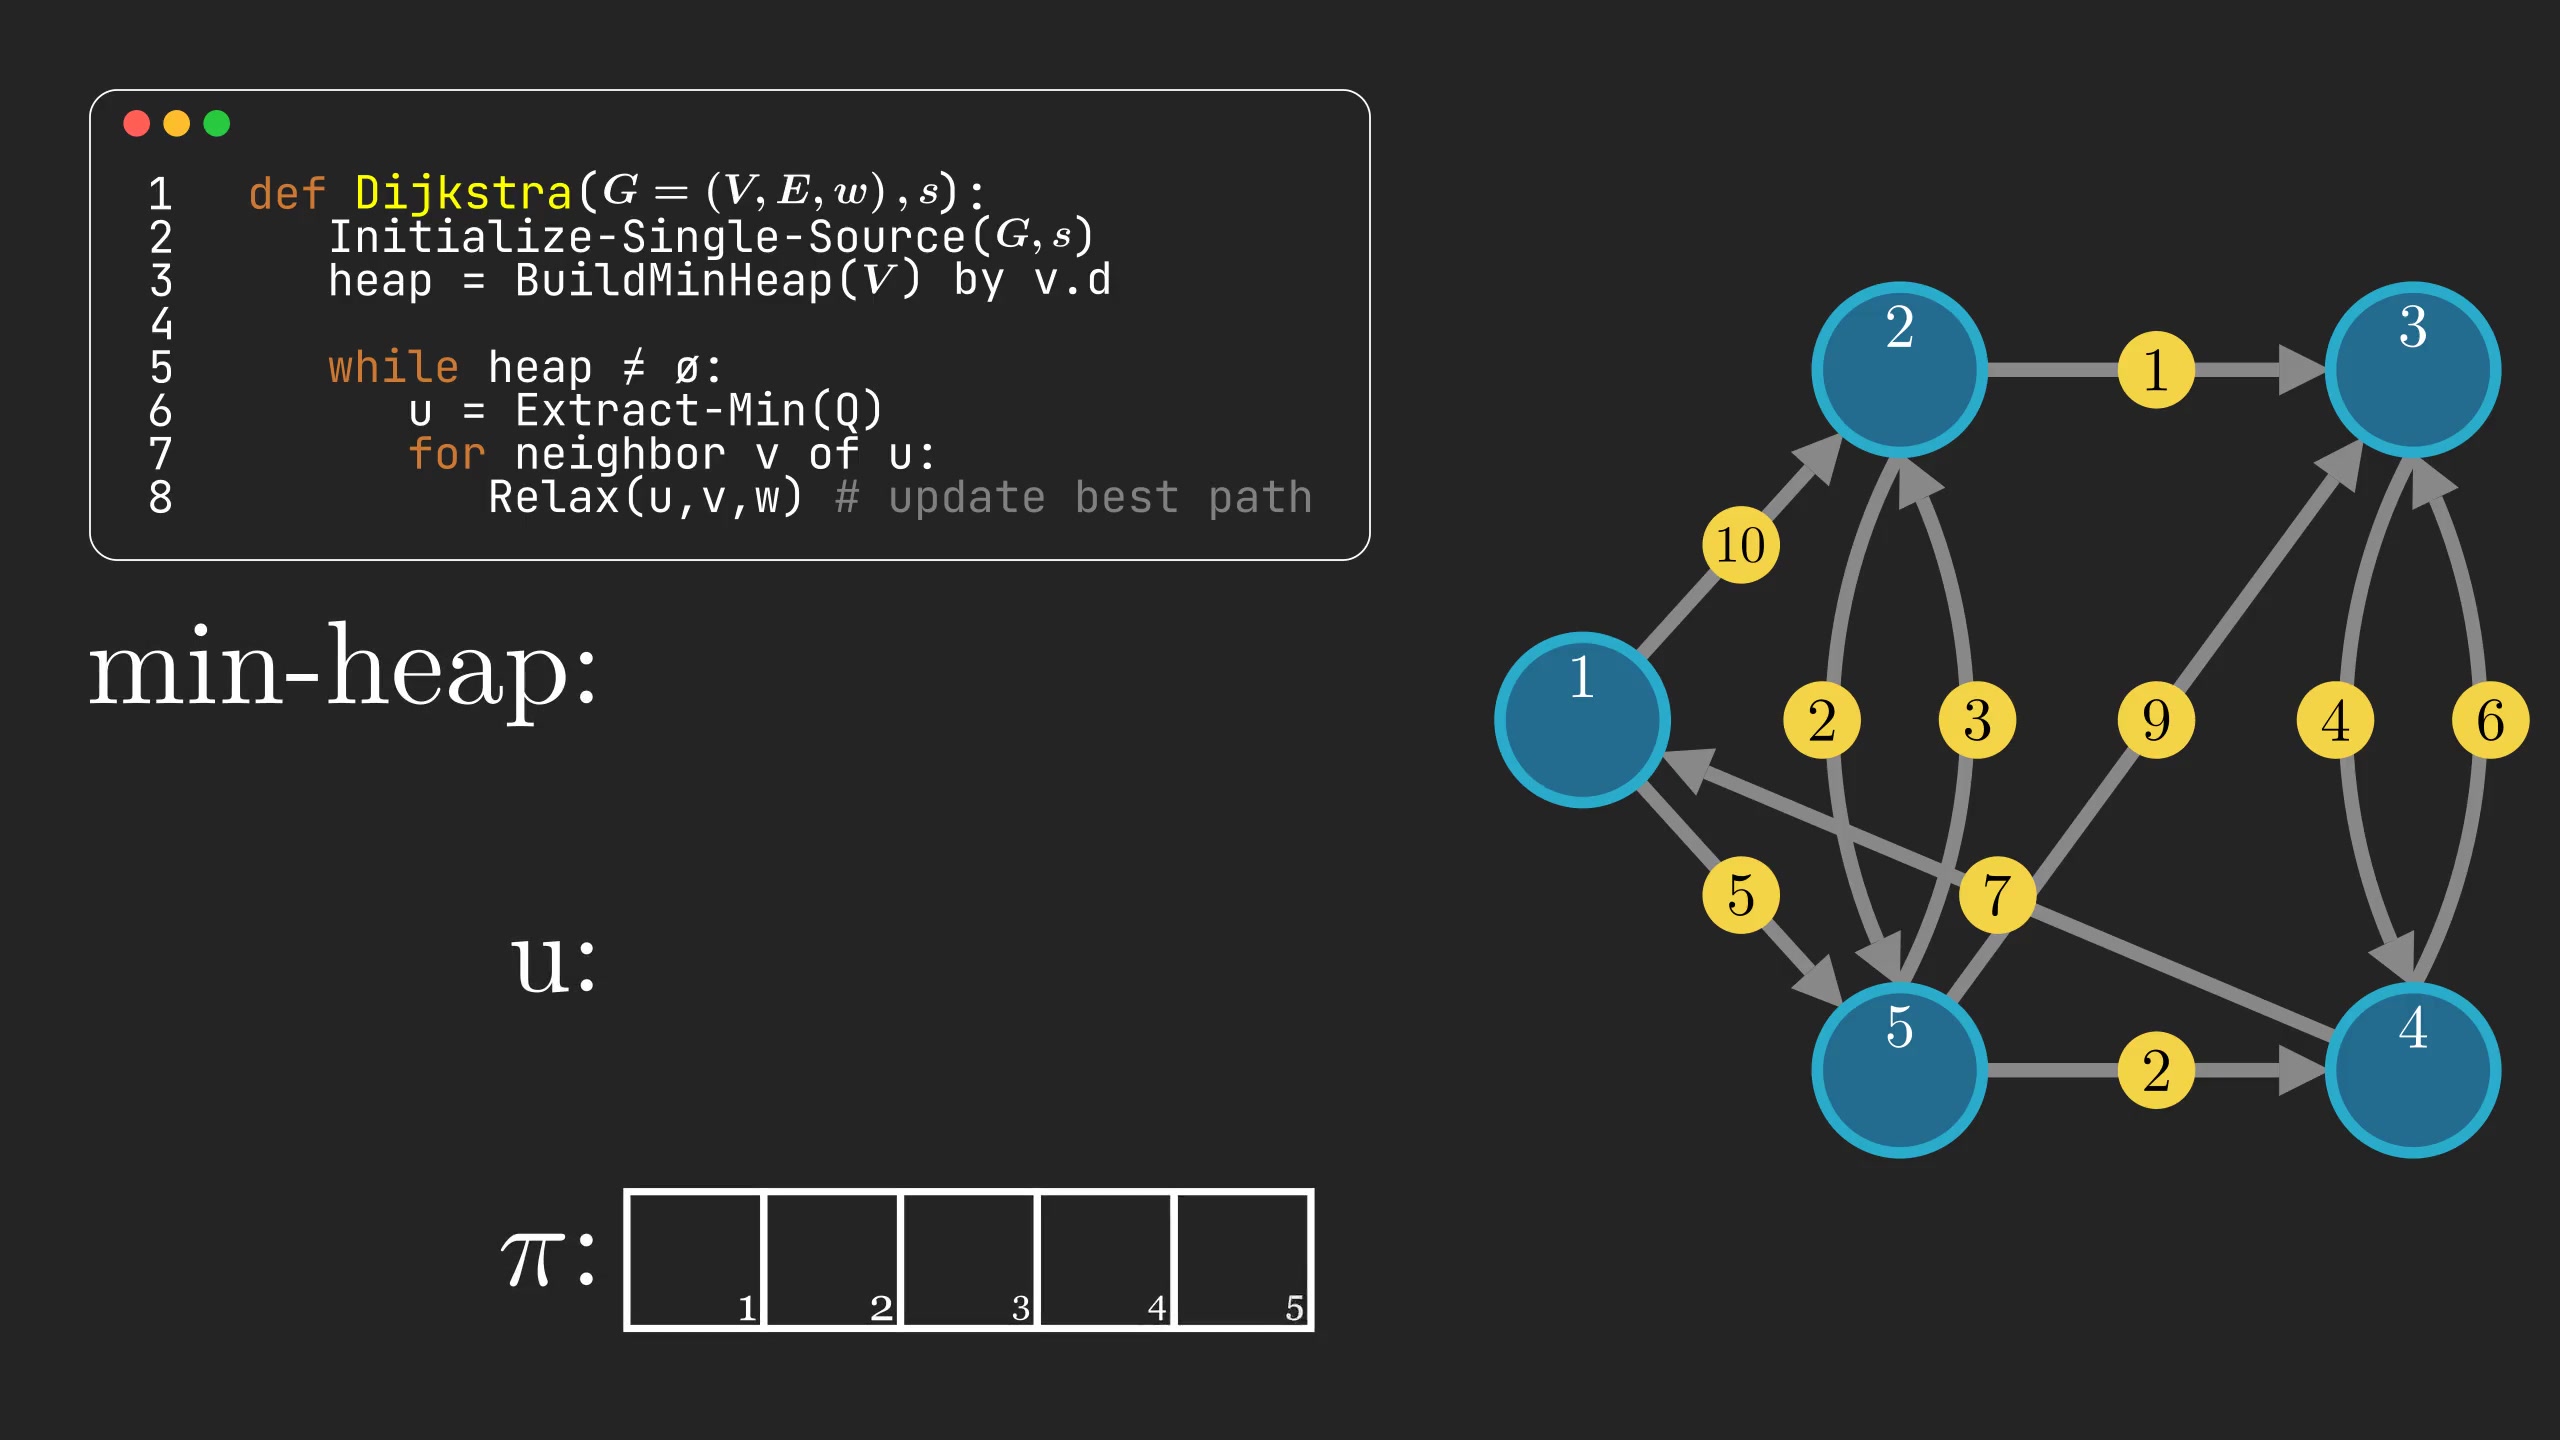 1 def Dijkstra(G = (V, E, w), s):
2 Initialize-Single-Source(G, s)
3 heap = BuildMinHeap(V) by v.d
4
5 while heap ≠ ø:
6 u = Extract-Min(Q)
7 for neighbor v of u:
8 Relax(u,v,w) # update best path
min-heap:
u:
π:
1 2 3 4 5
2 1 3
10
1
2 3 9 4 6
5 7
5 2 4